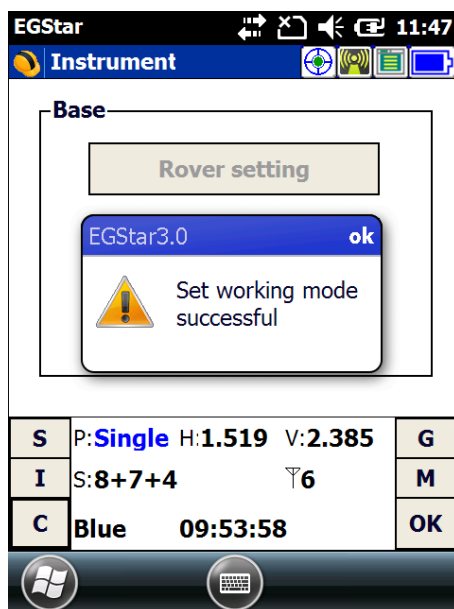 EGStar 11:47
Instrument
Base
Rover setting
EGStar3.0 ok
Set working mode
successful
S P:Single H:1.519 V:2.385 G
I S:8+7+4 6 M
C Blue 09:53:58 OK